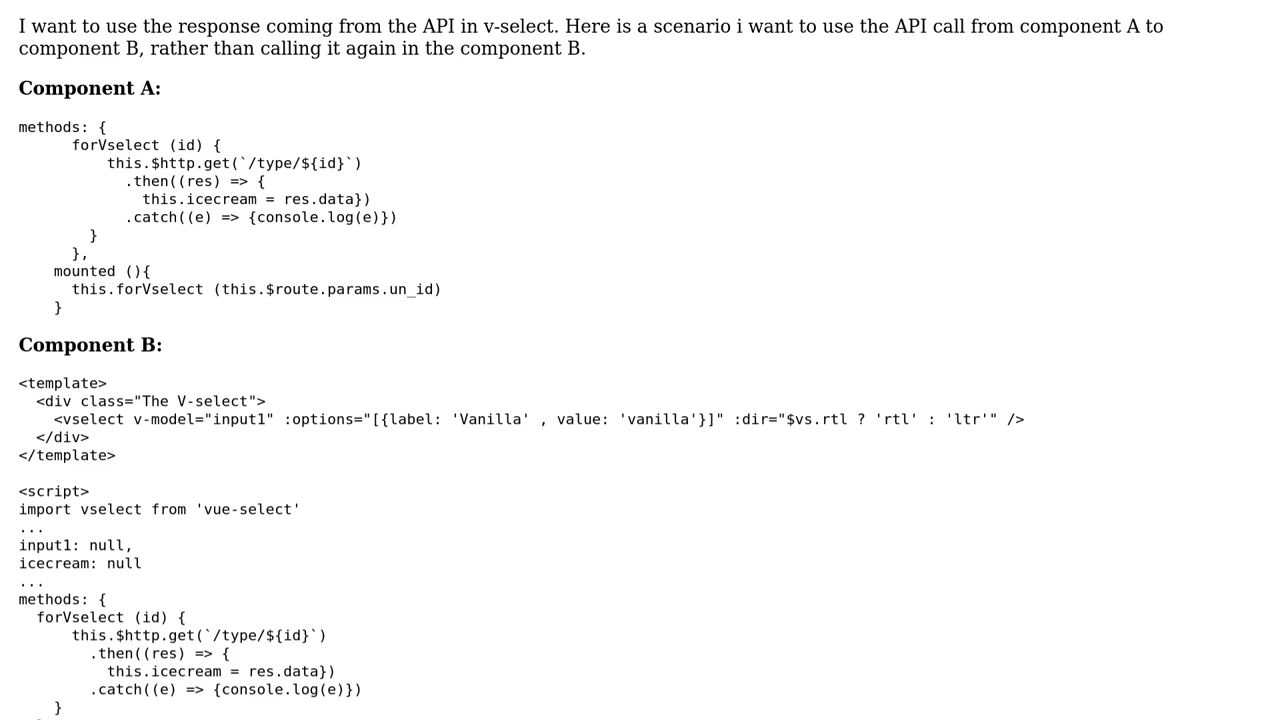 I want to use the response coming from the API in v-select. Here is a scenario i want to use the API call from component A to
component B, rather than calling it again in the component B.
Component A:
methods: {
      forVselect (id) {
          this.$http.get(`/type/${id}`)
            .then((res) => {
              this.icecream = res.data})
            .catch((e) => {console.log(e)})
        }
      },
    mounted (){
      this.forVselect (this.$route.params.un_id)
    }
Component B:
<template>
  <div class="The V-select">
    <vselect v-model="input1" :options="[{label: 'Vanilla' , value: 'vanilla'}]" :dir="$vs.rtl ? 'rtl' : 'ltr'" />
  </div>
</template>
<script>
import vselect from 'vue-select'
...
input1: null,
icecream: null
...
methods: {
  forVselect (id) {
      this.$http.get(`/type/${id}`)
        .then((res) => {
          this.icecream = res.data})
        .catch((e) => {console.log(e)})
    }